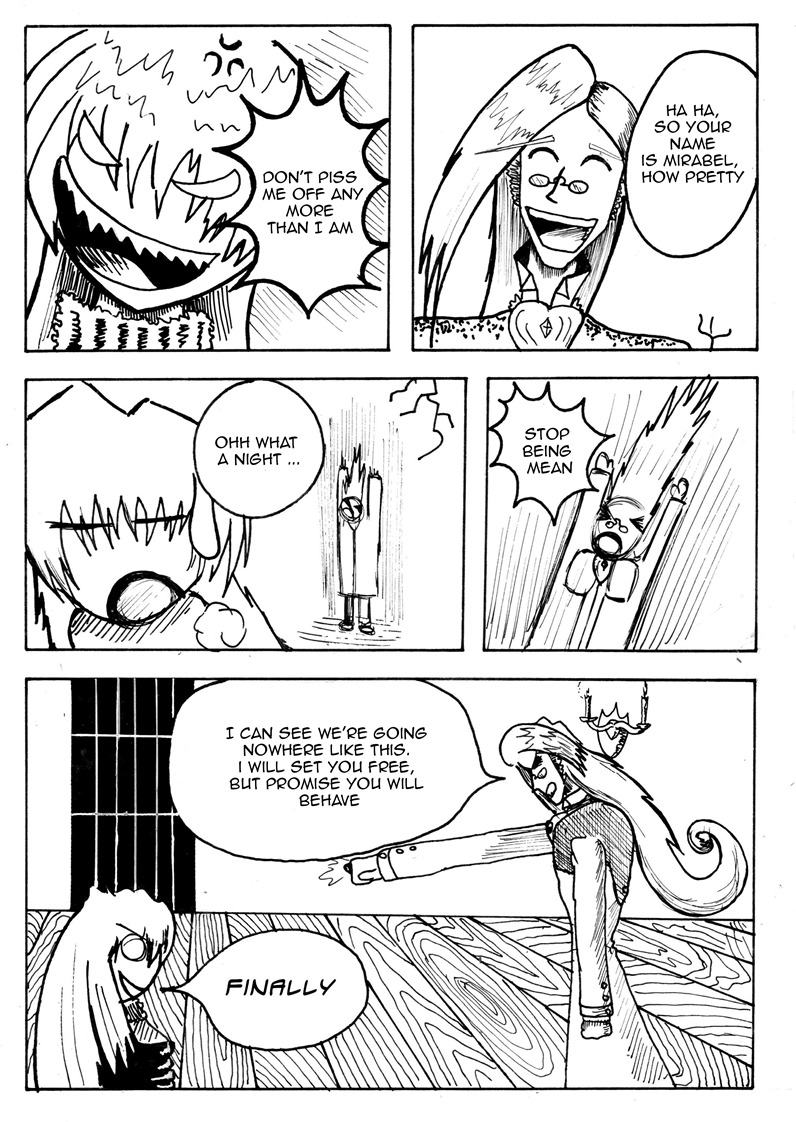 DON'T PISS
ME OFF ANY
MORE
THAN I AM
HA HA,
SO YOUR
NAME
IS MIRABEL,
HOW PRETTY
OHH WHAT
A NIGHT ...
STOP
BEING
MEAN
I CAN SEE WE'RE GOING
NOWHERE LIKE THIS.
I WILL SET YOU FREE,
BUT PROMISE YOU WILL
BEHAVE
FINALLY